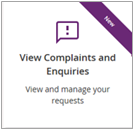 New
View Complaints and
Enquiries
View and manage your
requests